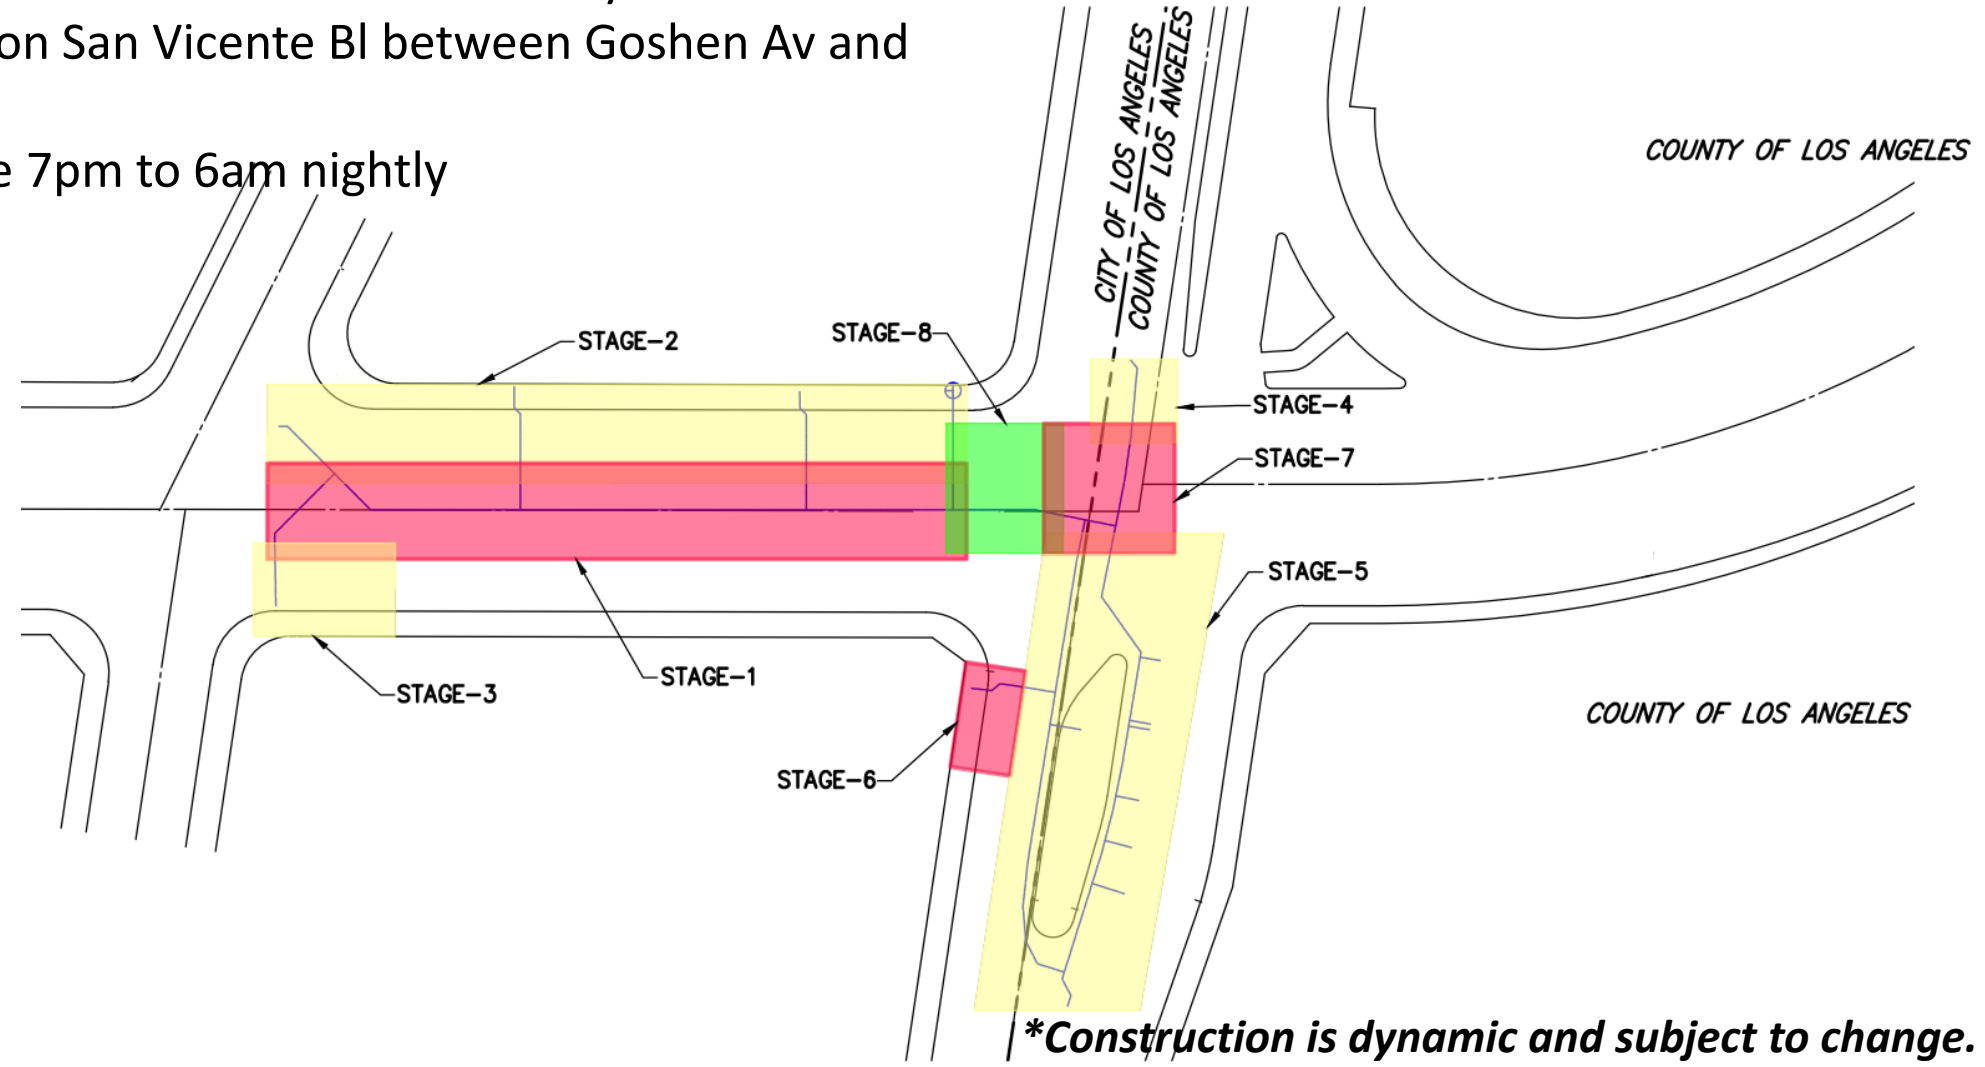 on San Vicente Bl between Goshen Av and
e 7pm to 6am nightly
CITY OF LOS ANGELES
COUNTY OF LOS ANGELES
COUNTY OF LOS ANGELES
STAGE-8
STAGE-2
STAGE-4
STAGE-7
STAGE-5
STAGE-1
STAGE-3
COUNTY OF LOS ANGELES
STAGE-6
*Construction is dynamic and subject to change.